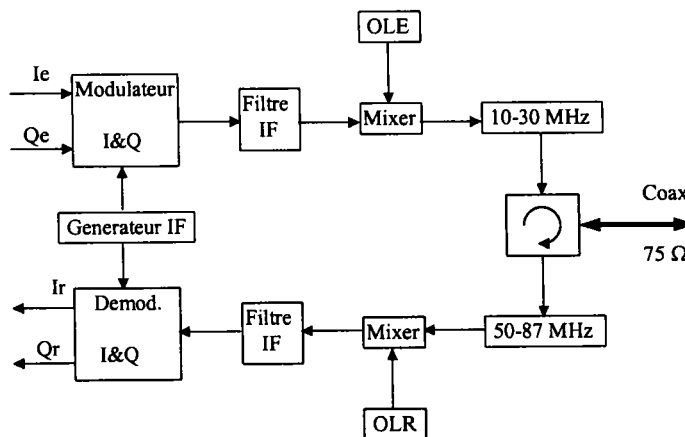 OLE
Ie
Modulateur
I&Q
Qe
Filtre
IF
Mixer
10-30 MHz
Generateur IF
Coax
75 Ω
Ir
Demod.
I&Q
Qr
Filtre
IF
Mixer
50-87 MHz
OLR